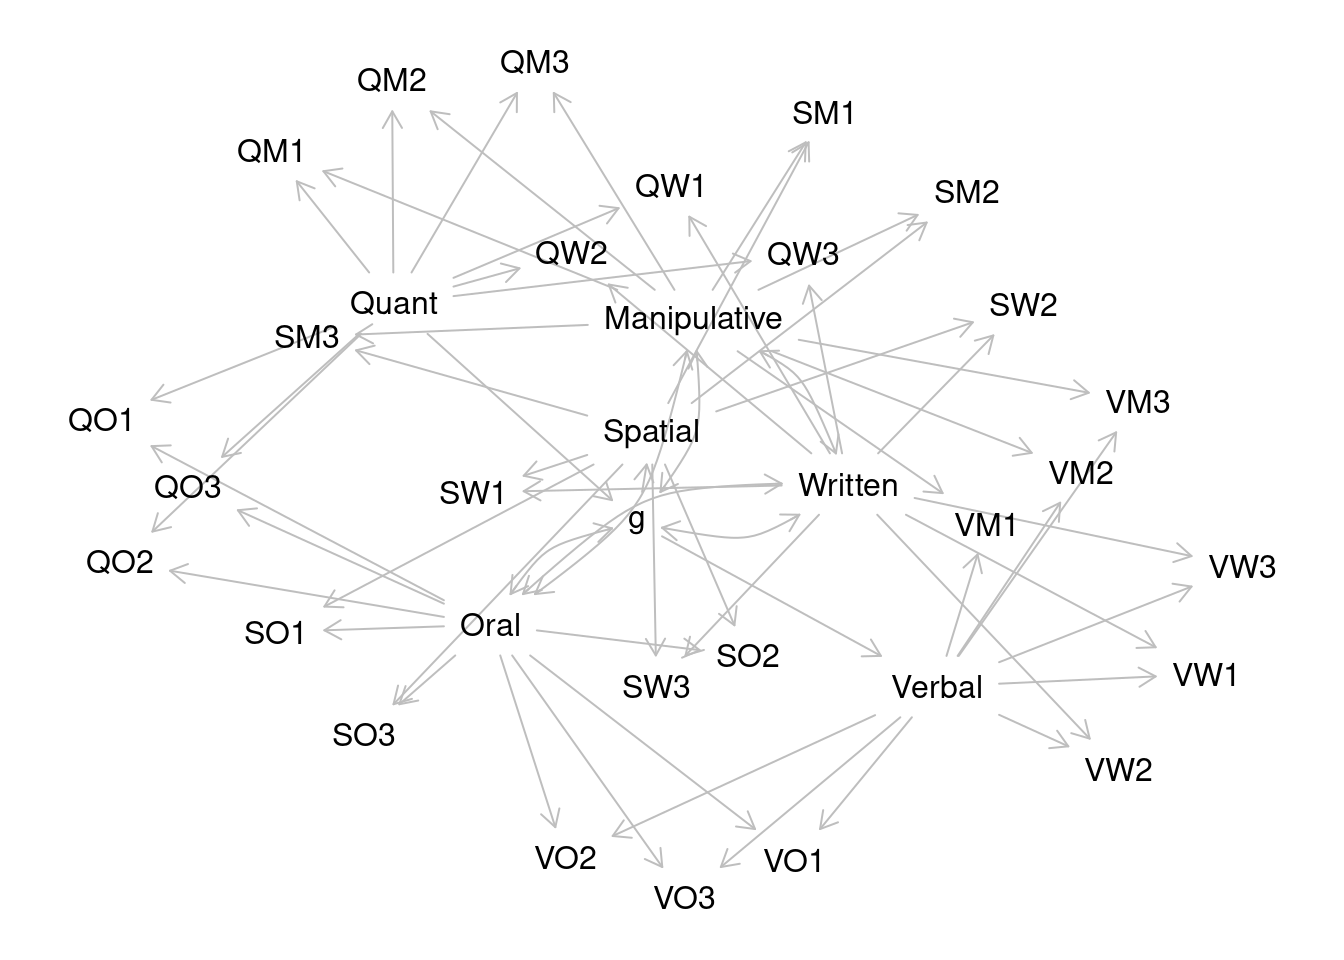 QM3
QM2
SM1
QM1
QW1
SM2
QW2
QW3
Quant
SW2
Manipulative
SM3
VM3
QO1
Spatial
VM2
Written
QO3
SW1
g
VM1
QO2
VW3
Oral
SO1
SO2
VW1
SW3
Verbal
SO3
VW2
VO2
VO1
VO3